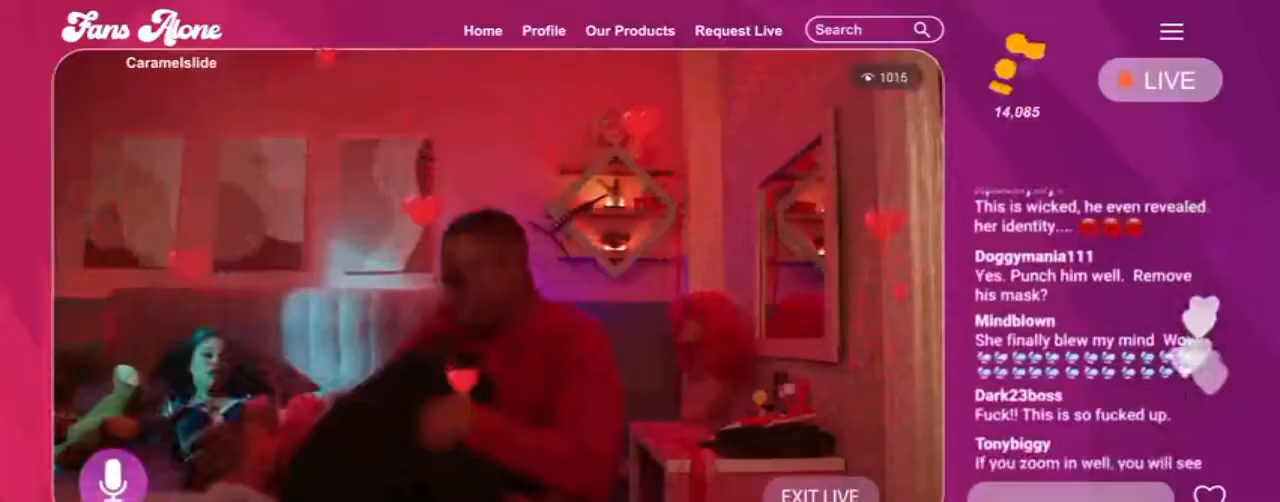 Fans Alone
Home Profile Our Products Request Live Search
Caramelslide
1016
14,085
LIVE
This is wicked, he even revealed
her identity....
Doggymania111
Yes. Punch him well. Remove
his mask?
Mindblown
She finally blew my mind
Dark23boss
Fuck!! This is so fucked up.
Tonybiggy
If you zoom in well, you will see
EXIT LIVE